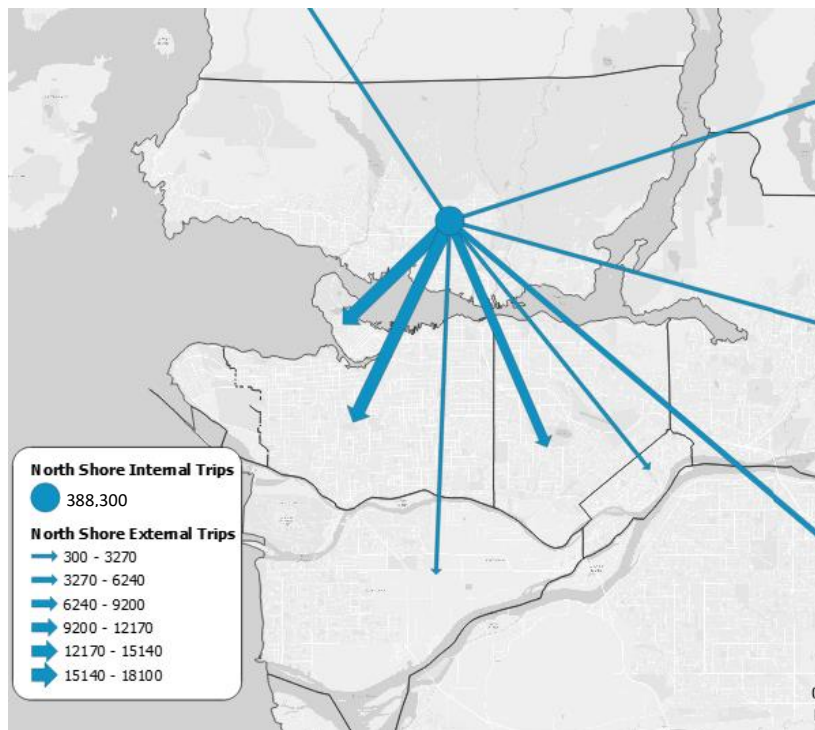 North Shore Internal Trips
388,300
North Shore External Trips
300 - 3270
3270 - 6240
6240 - 9200
9200 - 12170
12170 - 15140
15140 - 18100